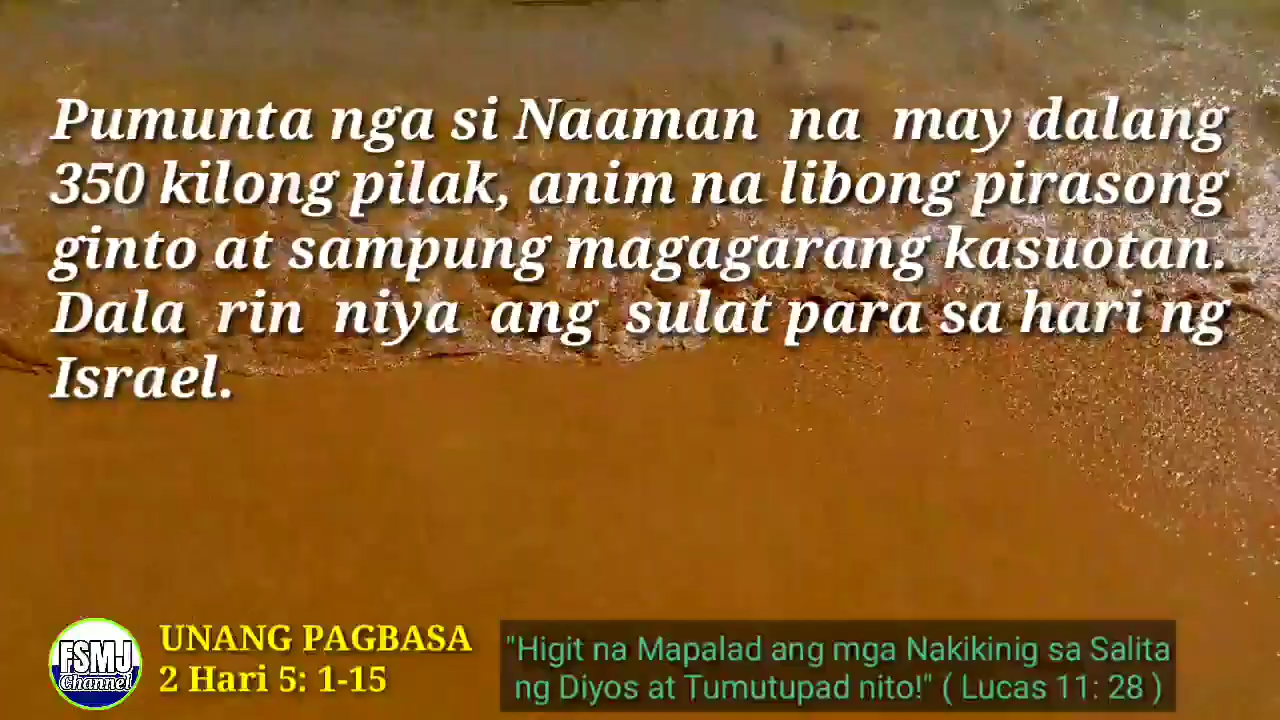 Pumunta nga si Naaman na may dalang
350 kilong pilak, anim na libong pirasong
ginto at sampung magagarang kasuotan.
Dala rin niya ang sulat para sa hari ng
Israel.
FSMJ
Channel
UNANG PAGBASA
2 Hari 5: 1-15
"Higit na Mapalad ang mga Nakikinig sa Salita
ng Diyos at Tumutupad nito!" ( Lucas 11: 28 )